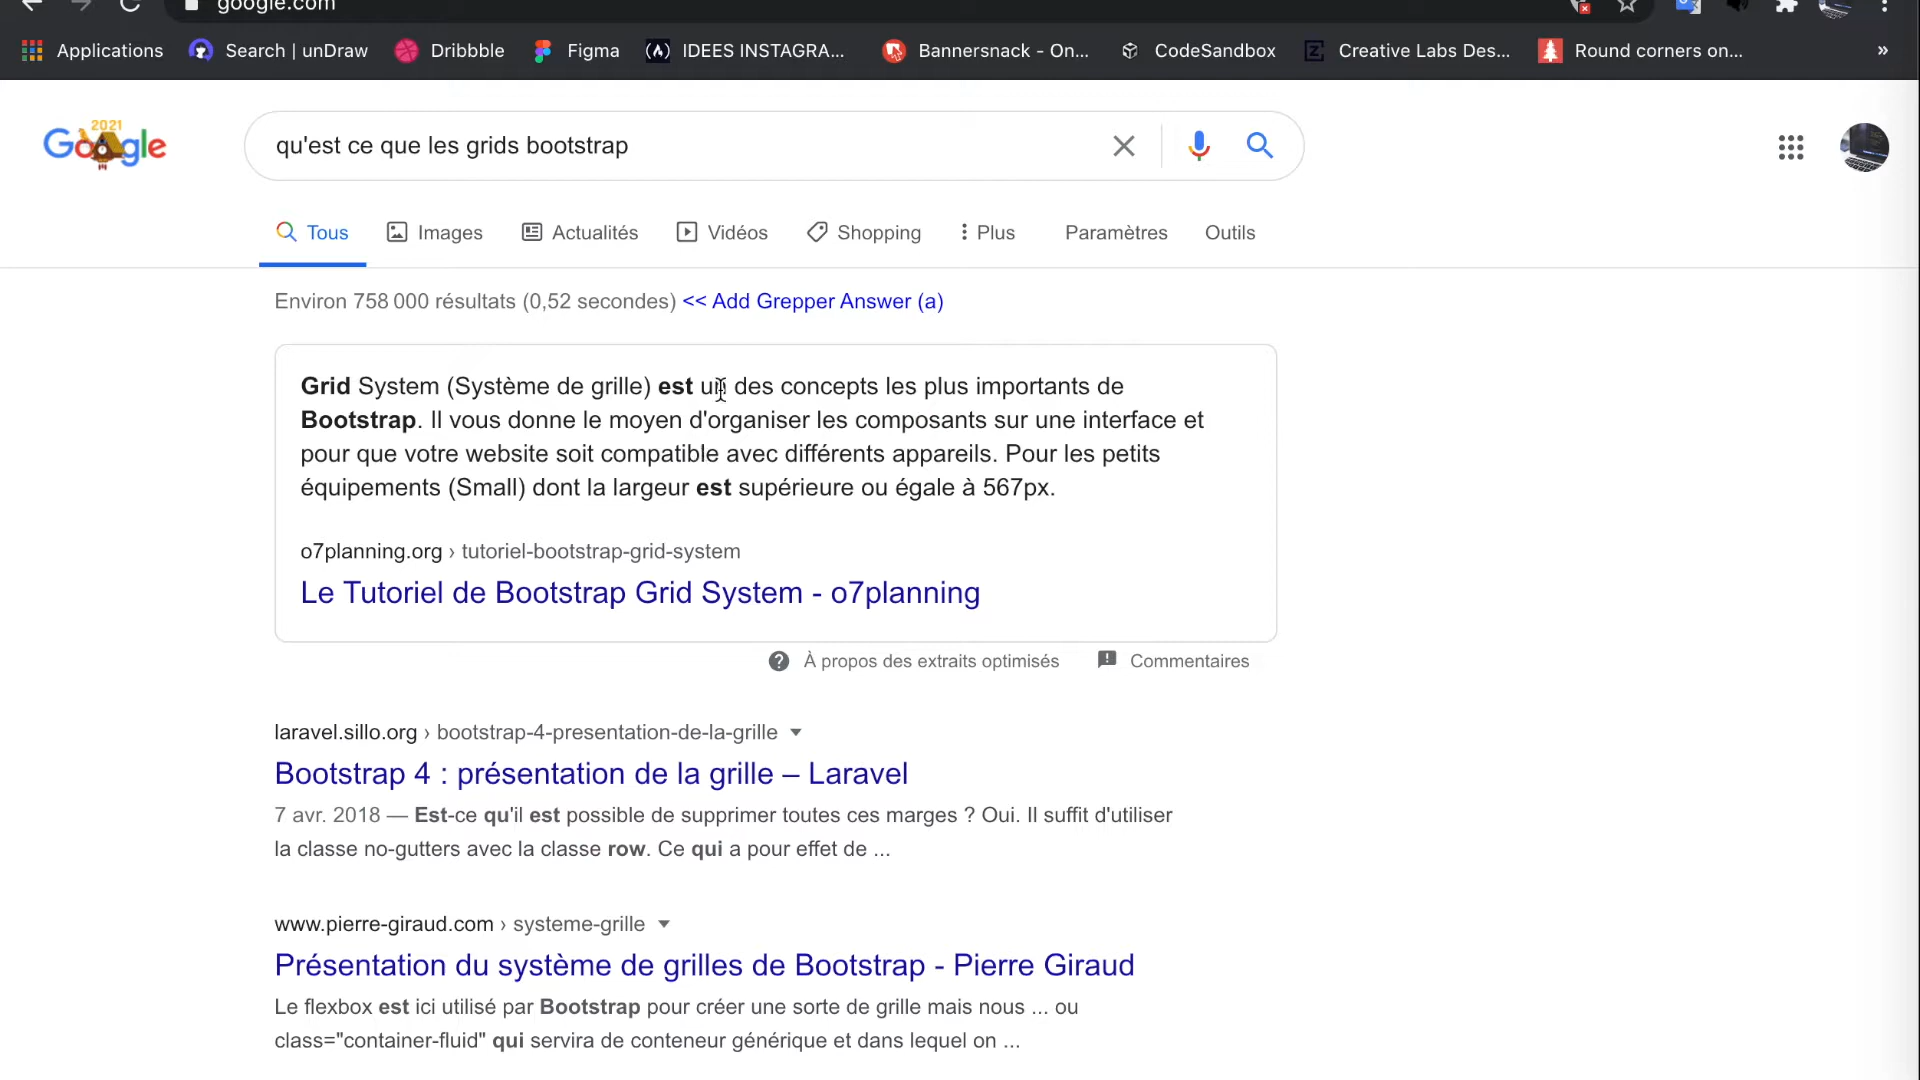 google.com
Applications Search | unDraw Dribbble Figma IDEES INSTAGRA... Bannersnack - On... CodeSandbox Creative Labs Des... Round corners on... »
2021
Google
qu'est ce que les grids bootstrap
Tous Images Actualités Vidéos Shopping Plus Paramètres Outils
Environ 758 000 résultats (0,52 secondes) << Add Grepper Answer (a)
Grid System (Système de grille) est un des concepts les plus importants de
Bootstrap. Il vous donne le moyen d'organiser les composants sur une interface et
pour que votre website soit compatible avec différents appareils. Pour les petits
équipements (Small) dont la largeur est supérieure ou égale à 567px.
o7planning.org › tutoriel-bootstrap-grid-system
Le Tutoriel de Bootstrap Grid System - o7planning
À propos des extraits optimisés Commentaires
laravel.sillo.org › bootstrap-4-presentation-de-la-grille
Bootstrap 4 : présentation de la grille – Laravel
7 avr. 2018 — Est-ce qu'il est possible de supprimer toutes ces marges ? Oui. Il suffit d'utiliser
la classe no-gutters avec la classe row. Ce qui a pour effet de ...
www.pierre-giraud.com › systeme-grille
Présentation du système de grilles de Bootstrap - Pierre Giraud
Le flexbox est ici utilisé par Bootstrap pour créer une sorte de grille mais nous ... ou
class="container-fluid" qui servira de conteneur générique et dans lequel on ...